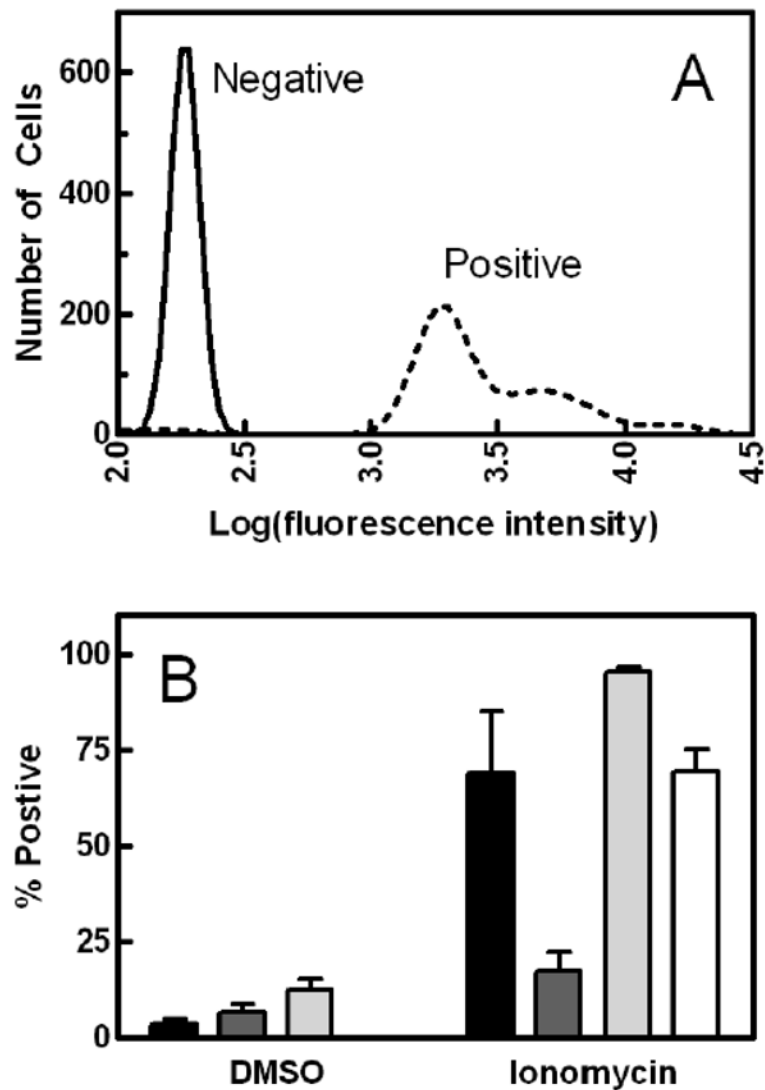 A
Negative
Positive
Number of Cells
600
400
200
0
2.0 2.5 3.0 3.5 4.0 4.5
Log(fluorescence intensity)
B
% Postive
100
75
50
25
0
DMSO Ionomycin